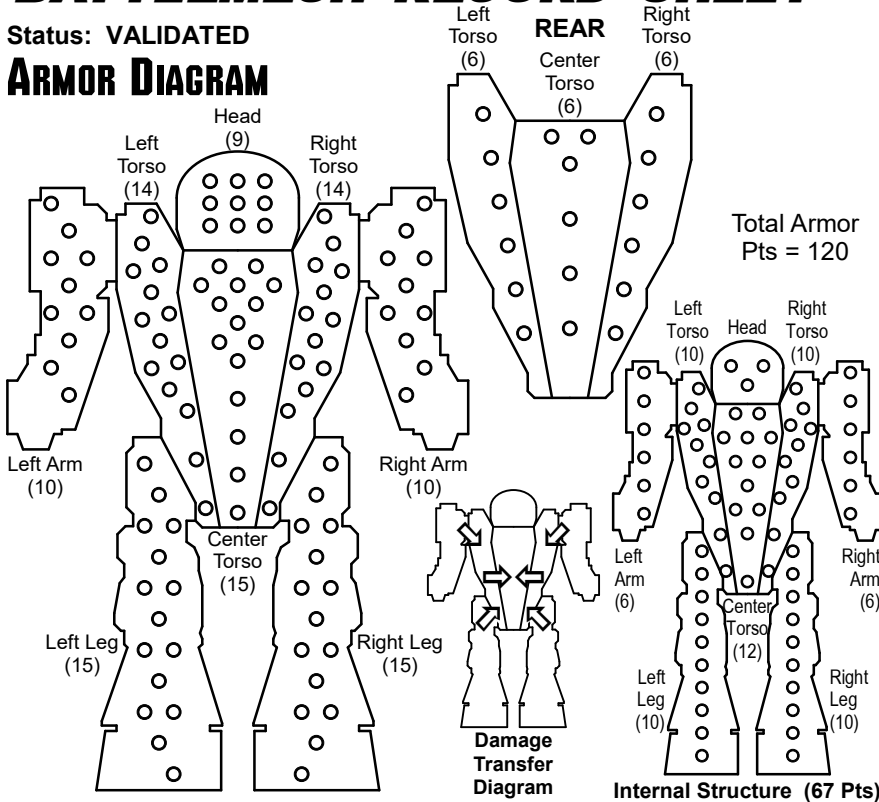 BATTLEMECH RECORD SHEET
Status: VALIDATED
ARMOR DIAGRAM
Head
(9)
Left
Torso
(14)
Right
Torso
(14)
Left Arm
(10)
Right Arm
(10)
Center
Torso
(15)
Left Leg
(15)
Right Leg
(15)
Left
Torso
(6)
REAR
Center
Torso
(6)
Right
Torso
(6)
Total Armor
Pts = 120
Damage
Transfer
Diagram
Left
Torso
(10)
Head
Right
Torso
(10)
Left
Arm
(6)
Right
Arm
(6)
Center
Torso
(12)
Left
Leg
(10)
Right
Leg
(10)
Internal Structure (67 Pts)